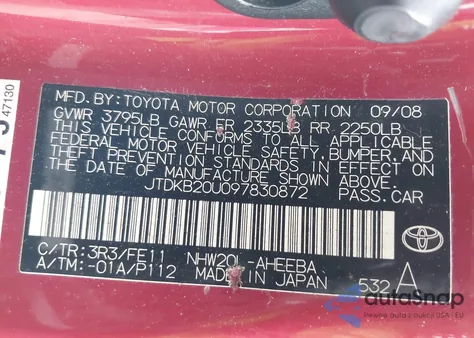 MFD. BY: TOYOTA MOTOR CORPORATION 09/08
GVWR 3795LB GAWR FR 2335LB RR 2250LB
THIS VEHICLE CONFORMS TO ALL APPLICABLE
FEDERAL MOTOR VEHICLE SAFETY, BUMPER, AND
THEFT PREVENTION STANDARDS IN EFFECT ON
THE DATE OF MANUFACTURE SHOWN ABOVE.
JTDKB20U097830872 PASS. CAR
C/TR: 3R3/FE11 NHW20L-AHEEBA
A/TM: -01A/P112 MADE IN JAPAN 532
47130
autoSnap